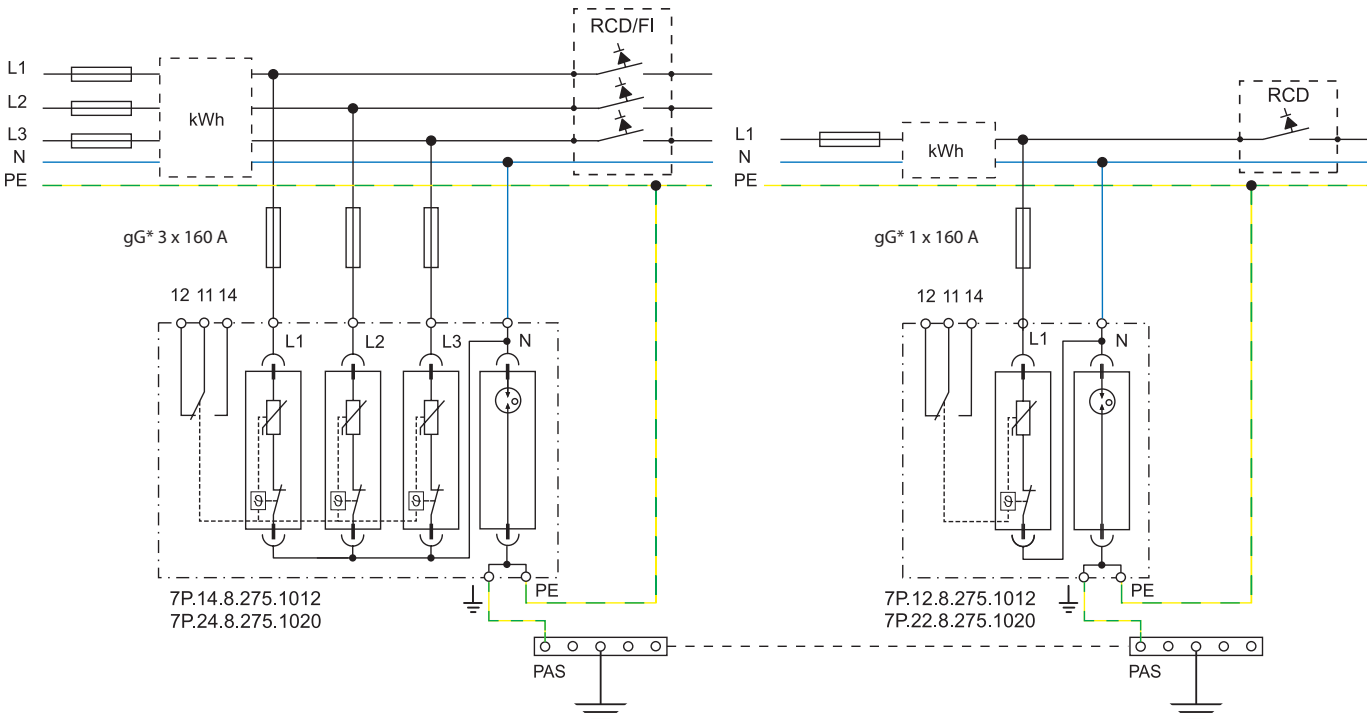 RCD/FI
L1
L2
kWh
L3
N
PE
gG* 3 x 160 A
12 11 14
L1
L2
L3
N
ϑ
ϑ
ϑ
PE
7P.14.8.275.1012
7P.24.8.275.1020
PAS
RCD
L1
kWh
N
PE
gG* 1 x 160 A
12 11 14
L1
N
ϑ
PE
7P.12.8.275.1012
7P.22.8.275.1020
PAS